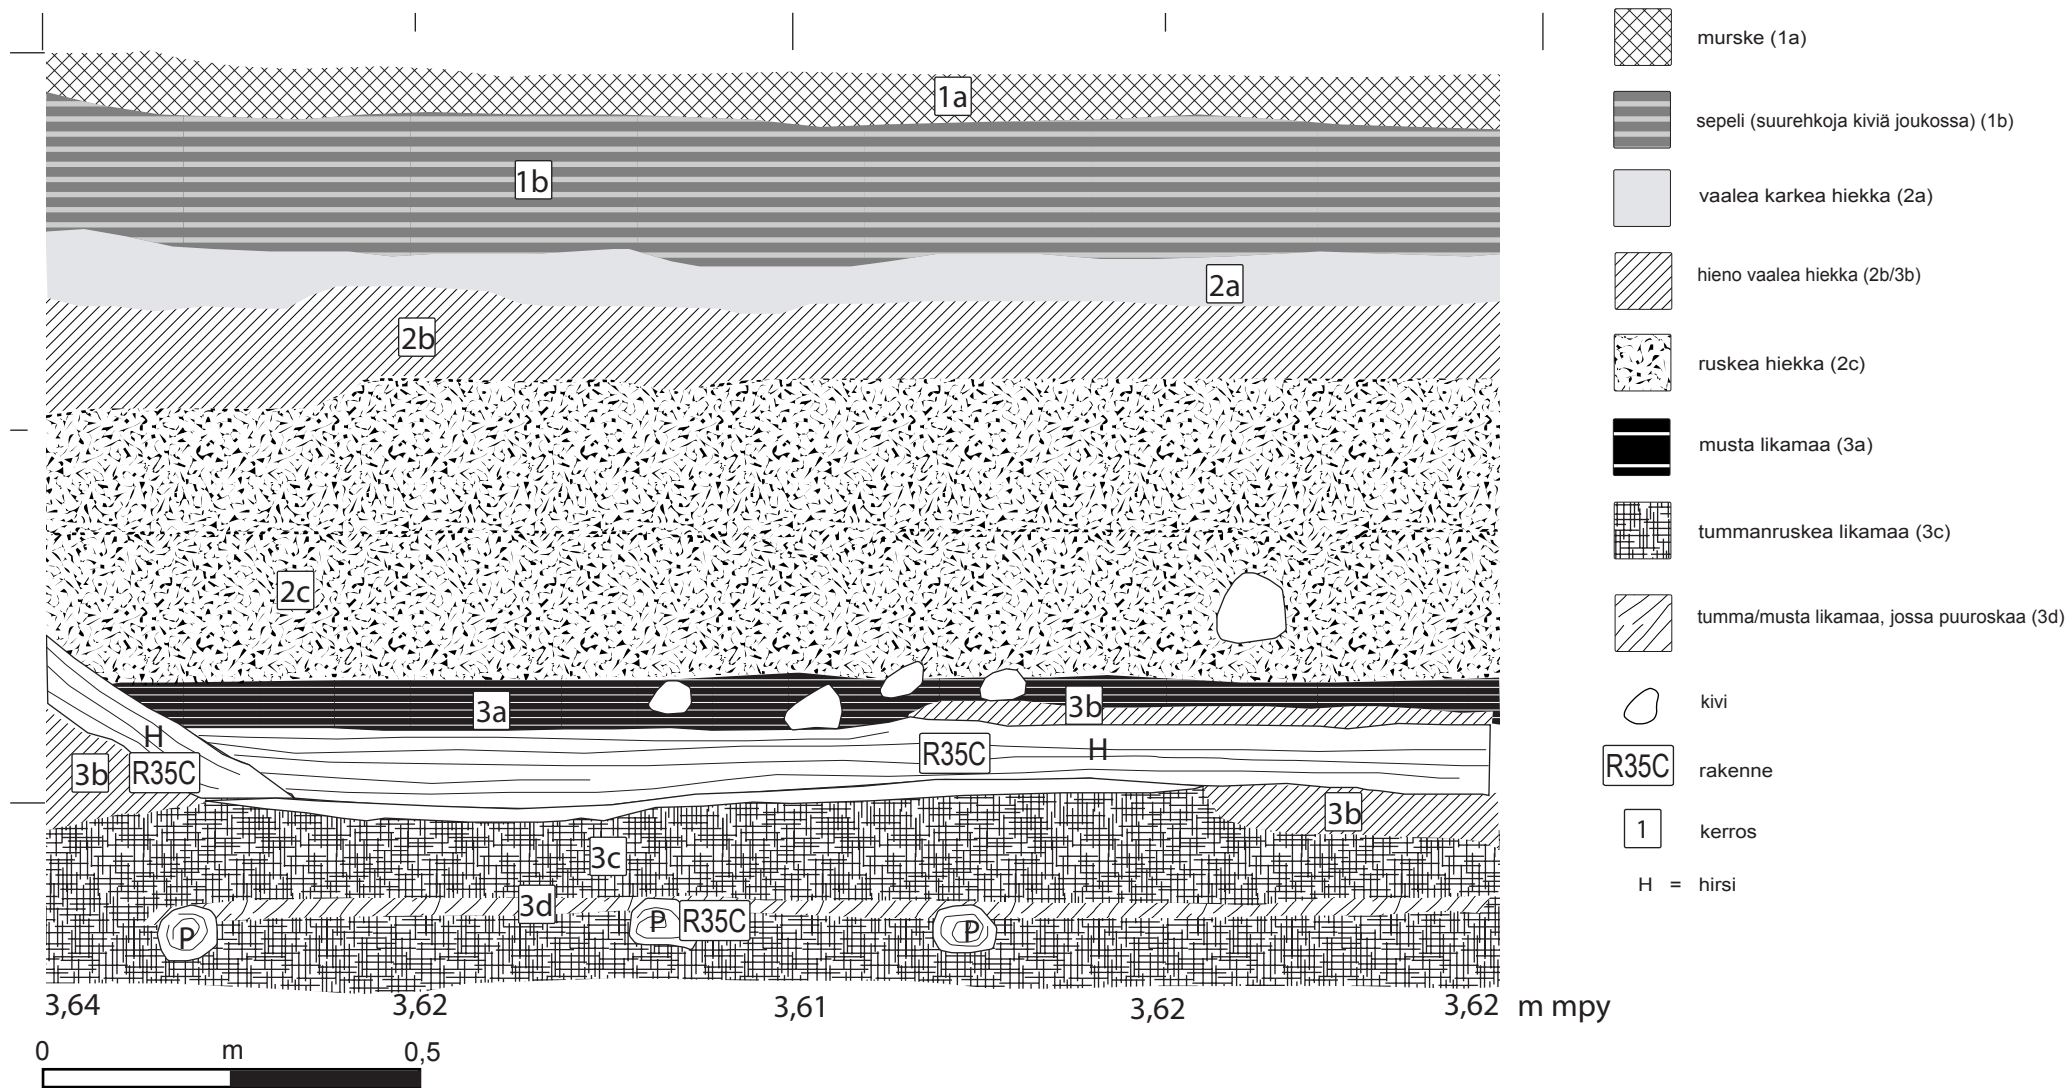 1a
1b
2a
2b
2c
3a
3b
H
R35C
H
3b
R35C
3b
3c
3d
P
P
R35C
P
3,64
3,62
3,61
3,62
3,62
m mpy
0
m
0,5
murske (1a)
sepeli (suurehkoja kiviä joukossa) (1b)
vaalea karkea hiekka (2a)
hieno vaalea hiekka (2b/3b)
ruskea hiekka (2c)
musta likamaa (3a)
tummanruskea likamaa (3c)
tumma/musta likamaa, jossa puuroskaa (3d)
kivi
R35C rakenne
1 kerros
H = hirsi